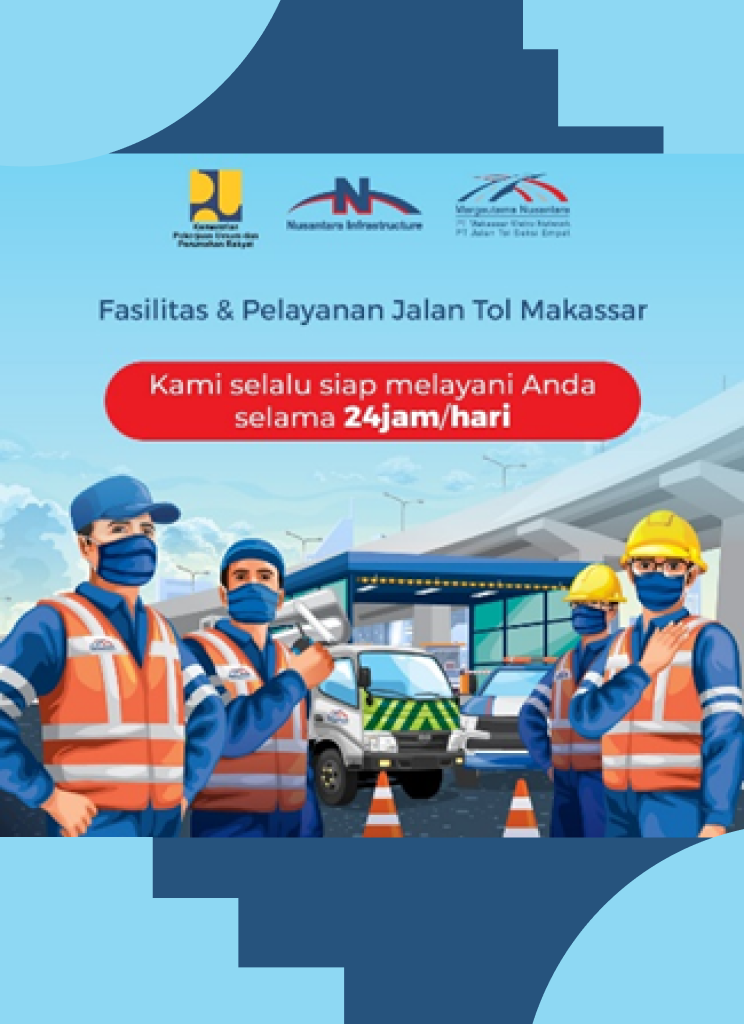 Kementerian
Pekerjaan Umum dan
Perumahan Rakyat
Nusantara Infrastructure
Margautama Nusantara
PT Makassar Metro Network
PT Jalan Tol Seksi Empat
Fasilitas & Pelayanan Jalan Tol Makassar
Kami selalu siap melayani Anda
selama 24jam/hari